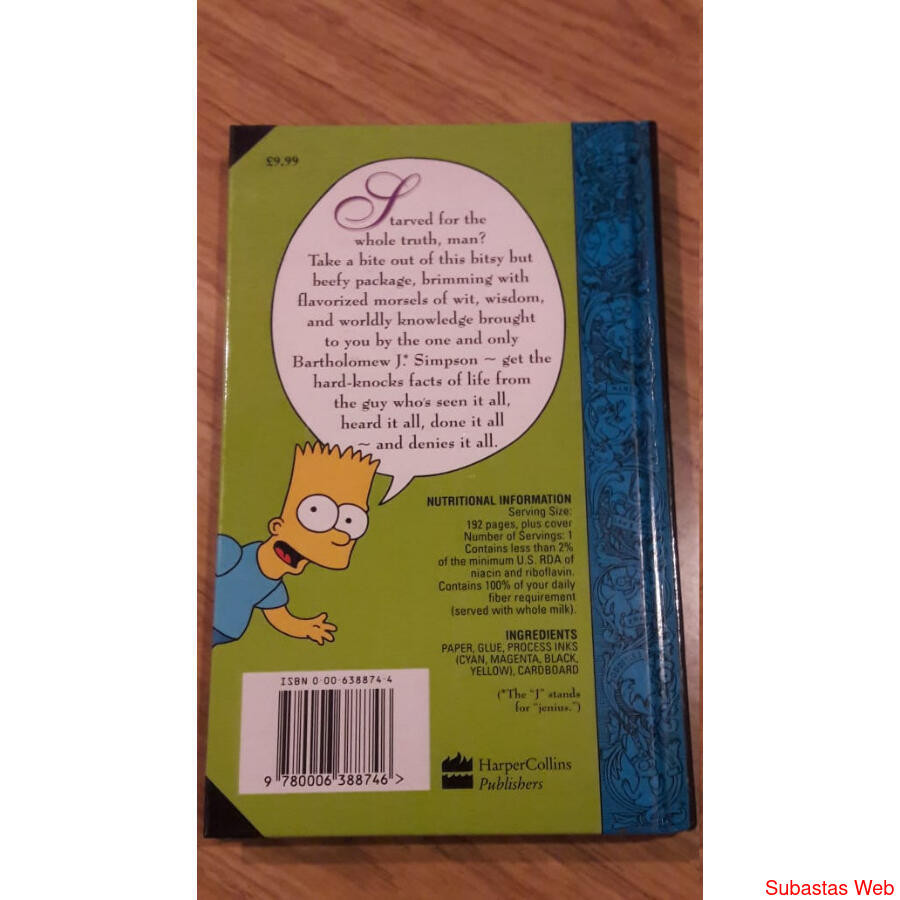 £9.99
Starved for the
whole truth, man?
Take a bite out of this bitsy but
beefy package, brimming with
flavorized morsels of wit, wisdom,
and worldly knowledge brought
to you by the one and only
Bartholomew J.* Simpson ~ get the
hard-knocks facts of life from
the guy who's seen it all,
heard it all, done it all
~ and denies it all.
NUTRITIONAL INFORMATION
Serving Size:
192 pages, plus cover
Number of Servings: 1
Contains less than 2%
of the minimum U.S. RDA of
niacin and riboflavin.
Contains 100% of your daily
fiber requirement
(served with whole milk).
INGREDIENTS
PAPER, GLUE, PROCESS INKS
(CYAN, MAGENTA, BLACK,
YELLOW), CARDBOARD
(*The "J" stands
for "jenius.")
ISBN 0-00-638874-4
9 780006 388746 >
HarperCollins
Publishers
Subastas Web